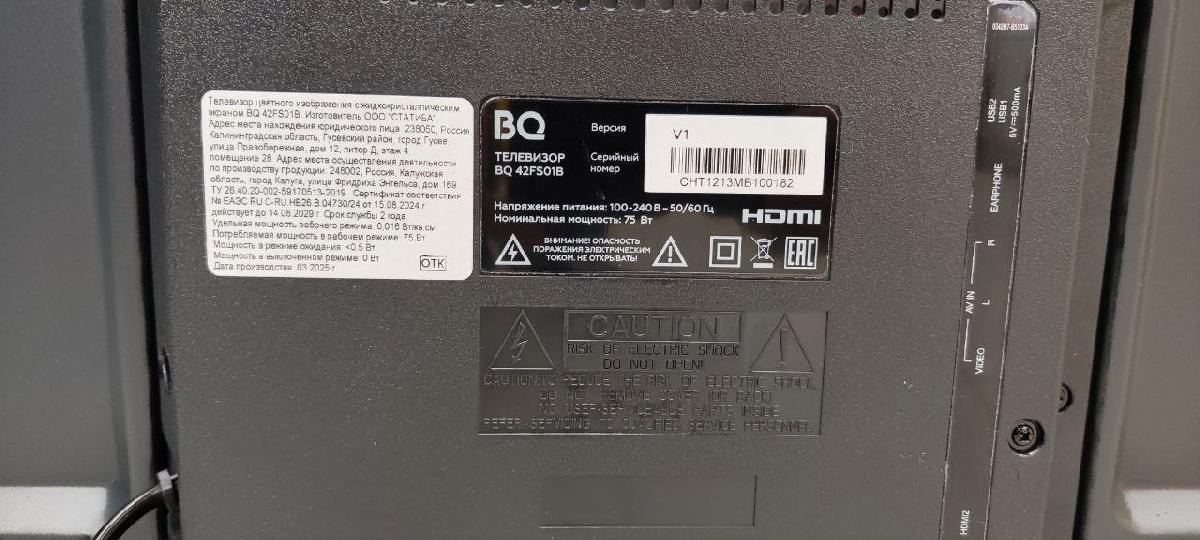 Телевизор цветного изображения с жидкокристаллическим
экраном BQ 42FS01B. Изготовитель ООО "СТАТИБА"
Адрес места нахождения юридического лица: 238050, Россия
Калининградская область, Гусевский район, город Гусев,
улица Правобережная, дом 12, литер Д, этаж 4,
помещение 28. Адрес места осуществления деятельности
по производству продукции: 248002, Россия, Калужская
область, город Калуга, улица Фридриха Энгельса, дом 169.
ТУ 26.40.20-002-59170513-2019. Сертификат соответствия
№ ЕАЭС RU C-RU.HE26.B.04730/24 от 15.08.2024 г
действует до 14.08.2029 г. Срок службы 2 года
Удельная мощность рабочего режима: 0,016 Вт/кв.см
Потребляемая мощность в рабочем режиме: 75 Вт
Мощность в режиме ожидания: <0,5 Вт
Мощность в выключенном режиме: 0 Вт
Дата производства: 03.2025 г
ОТК
BQ
ТЕЛЕВИЗОР
BQ 42FS01B
Версия
V1
Серийный
номер
CHT1213MB100182
Напряжение питания: 100-240 В ~ 50/60 Гц
Номинальная мощность: 75 Вт
HDMI
ВНИМАНИЕ! ОПАСНОСТЬ
ПОРАЖЕНИЯ ЭЛЕКТРИЧЕСКИМ
ТОКОМ. НЕ ОТКРЫВАТЬ!
EAC
CAUTION
RISK OF ELECTRIC SHOCK
DO NOT OPEN!
CAUTION:TO REDUCE THE RISK OF ELECTRIC SHOCK,
DO NOT REMOVE COVER (OR BACK).
NO USER-SERVICEABLE PARTS INSIDE
REFER SERVICING TO QUALIFIED SERVICE PERSONNEL
034267-B5133A
USB2
USB1
5V⎓500mA
EARPHONE
R
AV IN
L
VIDEO
HDMI2